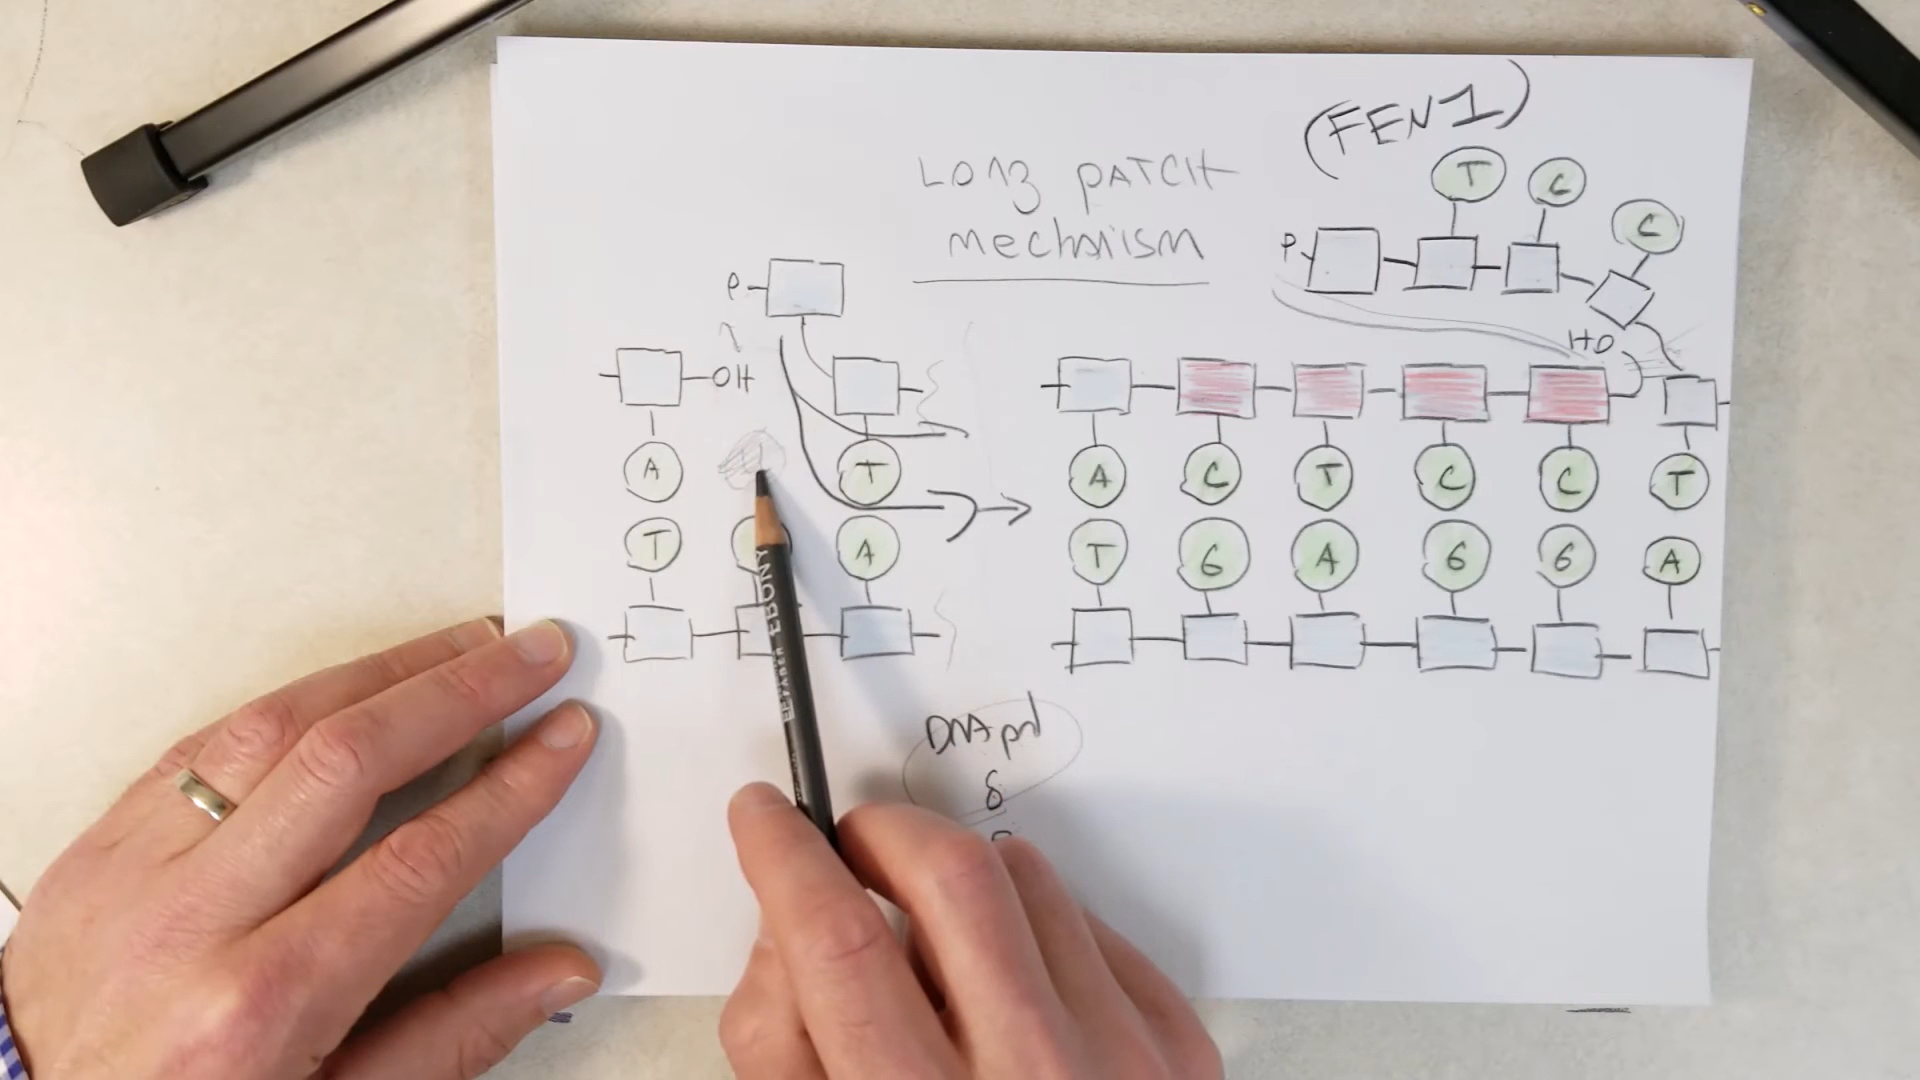 (FEN1)
LONG PATCH
mechanism
T C
C
P
P
HO
OH
A T
A C T C C T
T A
T G A G G A
DNA pol
δ
EBONY